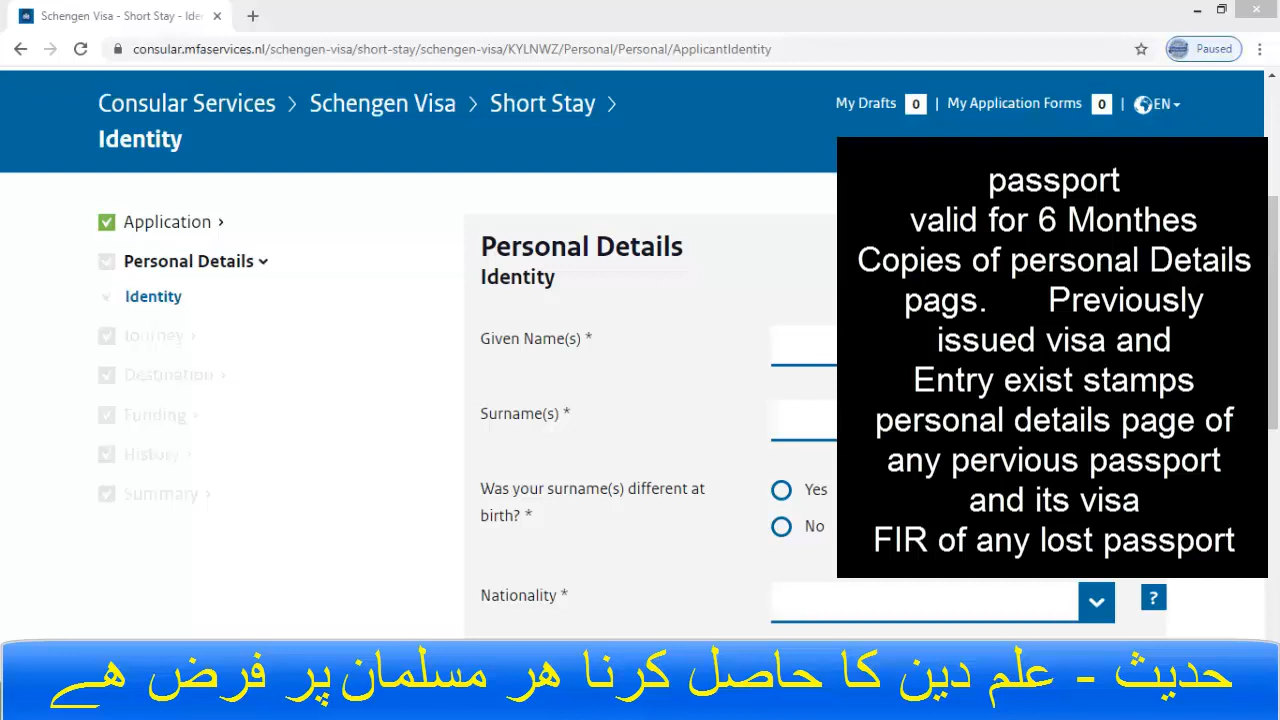 Schengen Visa - Short Stay - Ide
consular.mfaservices.nl/schengen-visa/short-stay/schengen-visa/KYLNWZ/Personal/Personal/ApplicantIdentity
Paused
Consular Services > Schengen Visa > Short Stay >
Identity
My Drafts 0 | My Application Forms 0 | EN
Application
Personal Details
Identity
Journey
Destination
Funding
History
Summary
Personal Details
Identity
Given Name(s) *
Surname(s) *
Was your surname(s) different at
birth? *
Yes
No
Nationality *
?
passport
valid for 6 Monthes
Copies of personal Details
pags. Previously
issued visa and
Entry exist stamps
personal details page of
any pervious passport
and its visa
FIR of any lost passport
حدیث - علم دین کا حاصل کرنا ھر مسلمان پر فرض ھے